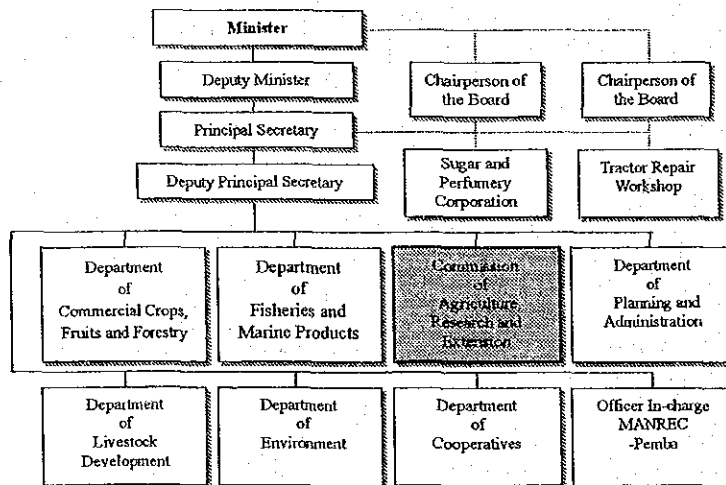 Minister
Deputy Minister
Chairperson of
the Board
Chairperson of
the Board
Principal Secretary
Deputy Principal Secretary
Sugar and
Perfumery
Corporation
Tractor Repair
Workshop
Department
of
Commercial Crops,
Fruits and Forestry
Department
of
Fisheries and
Marine Products
Commission
of
Agriculture
Research and
Extension
Department
of
Planning and
Administration
Department
of
Livestock
Development
Department
of
Environment
Department
of
Cooperatives
Officer In-charge
MANREC
-Pemba